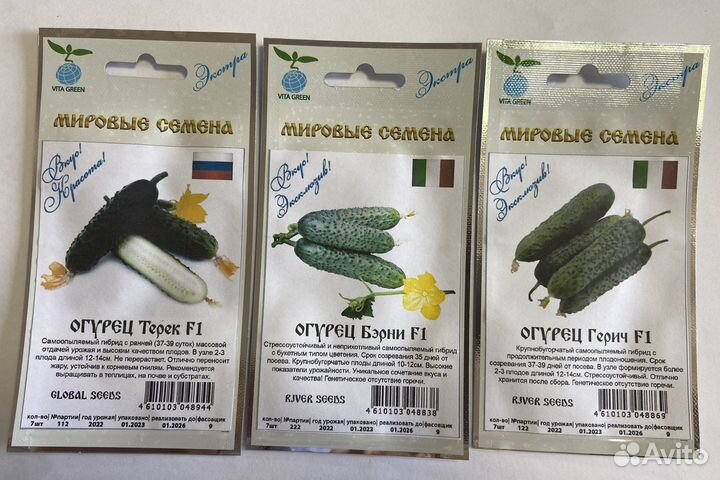 VITA GREEN
Экстра
МИРОВЫЕ СЕМЕНА
Вкус!
Красота!
ОГУРЕЦ Терек F1
Самоопыляемый гибрид с ранней (37-39 суток) массовой
отдачей урожая и высоким качеством плодов. В узле 2-3
плода длиной 12-14см. Не перерастает. Отлично переносит
жару, устойчив к корневым гнилям. Рекомендуется
выращивать в теплицах, на почве и субстратах.
GLOBAL SEEDS
4 610103 048944
кол-во|№партии|год урожая|упаковано|реализовать до|фасовщик
7шт 112 2022 01.2023 01.2026 9
VITA GREEN
Экстра
МИРОВЫЕ СЕМЕНА
Вкус!
Эксклюзив!
ОГУРЕЦ Бэрни F1
Стрессоустойчивый и неприхотливый самоопыляемый гибрид
с букетным типом цветения. Срок созревания 35 дней от
посева. Крупнобугорчатые плоды длиной 10-12см. Высокие
показатели урожайности. Уникальное сочетание вкуса и
качества! Генетическое отсутствие горечи.
RIVER SEEDS
4 610103 048838
кол-во|№партии|год урожая|упаковано|реализовать до|фасовщик
7шт 222 2022 01.2023 01.2026 9
VITA GREEN
Экстра
МИРОВЫЕ СЕМЕНА
Вкус!
Эксклюзив!
ОГУРЕЦ Герич F1
Крупнобугорчатый самоопыляемый гибрид с
продолжительным периодом плодоношения. Срок
созревания 37-39 дней от посева. В узле формируется более
2-3 плодов длиной 12-14см. Стрессоустойчивый. Отлично
хранится после сбора. Генетическое отсутствие горечи.
RIVER SEEDS
4 610103 048869
кол-во|№партии|год урожая|упаковано|реализовать до|фасовщик
7шт 122 2022 01.2023 01.2026 9
Avito